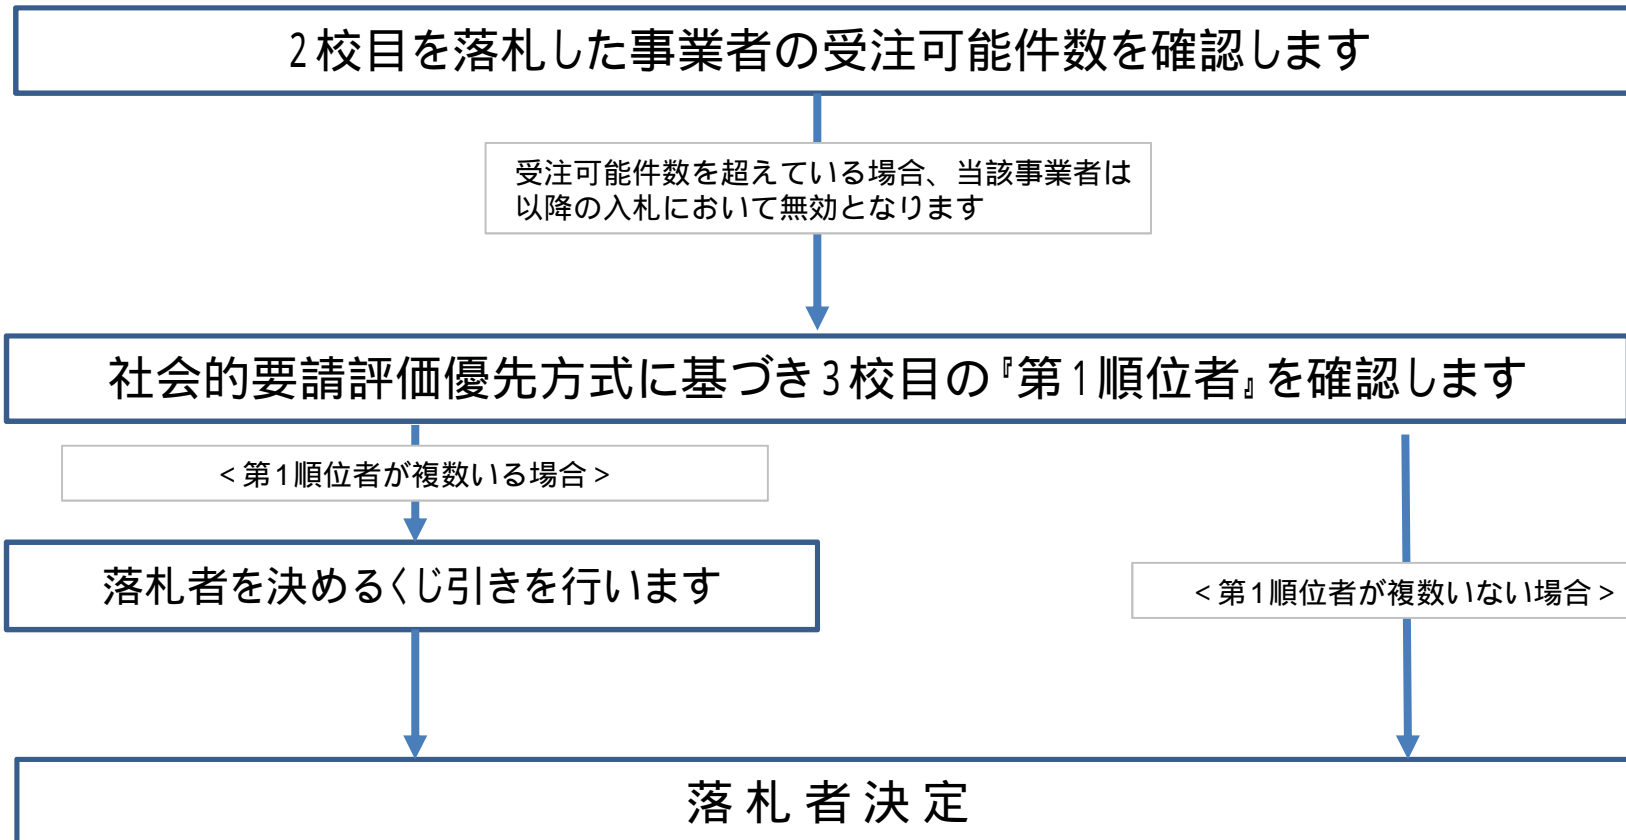 2校目を落札した事業者の受注可能件数を確認します
受注可能件数を超えている場合、当該事業者は
以降の入札において無効となります
社会的要請評価優先方式に基づき3校目の『第1順位者』を確認します
<第1順位者が複数いる場合>
落札者を決めるくじ引きを行います
<第1順位者が複数いない場合>
落札者決定